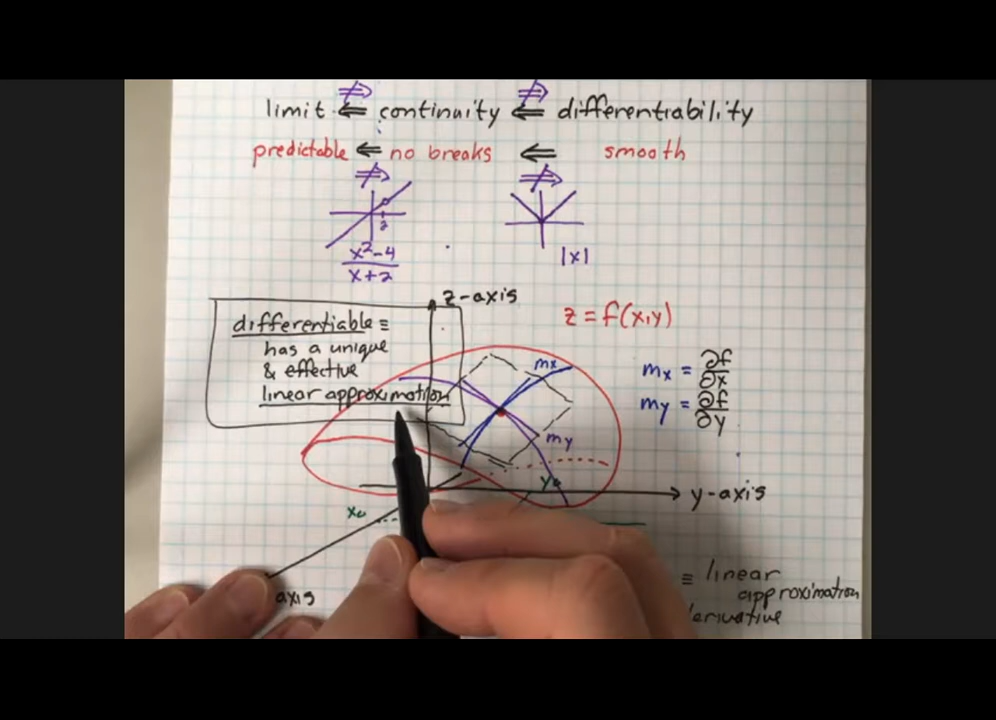 ⇏ ⇏
limit ⇐ continuity ⇐ differentiability
predictable ⇐ no breaks ⇐ smooth
⇏ ⇏
2
x²-4
x+2
|x|
z-axis
z = f(x,y)
differentiable ≡
has a unique
& effective
linear approximation
mx
mx = ∂f
∂x
my = ∂f
∂y
my
y₀
y-axis
x₀
axis
≡ linear
approximation